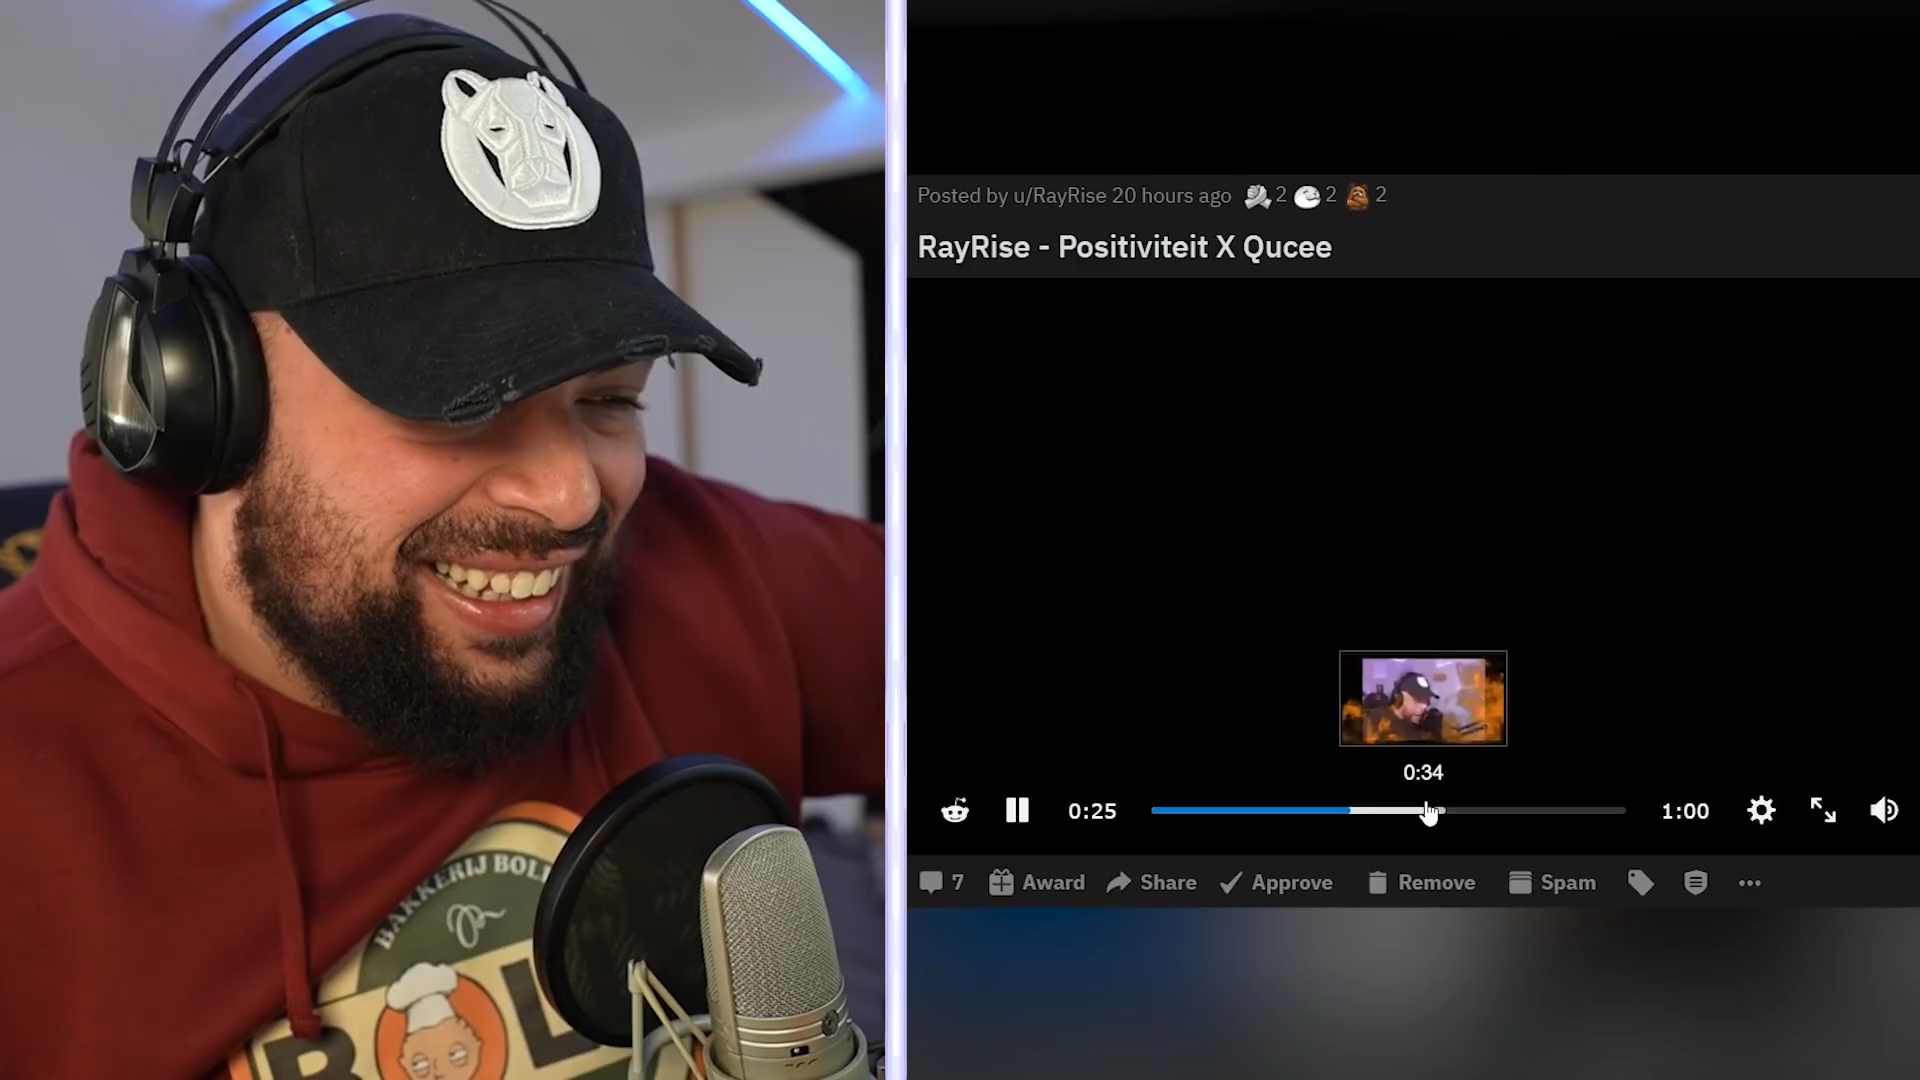 Posted by u/RayRise 20 hours ago 2 2 2
RayRise - Positiviteit X Qucee
0:34
0:25
1:00
7 Award Share Approve Remove Spam
BAKKERIJ BOL